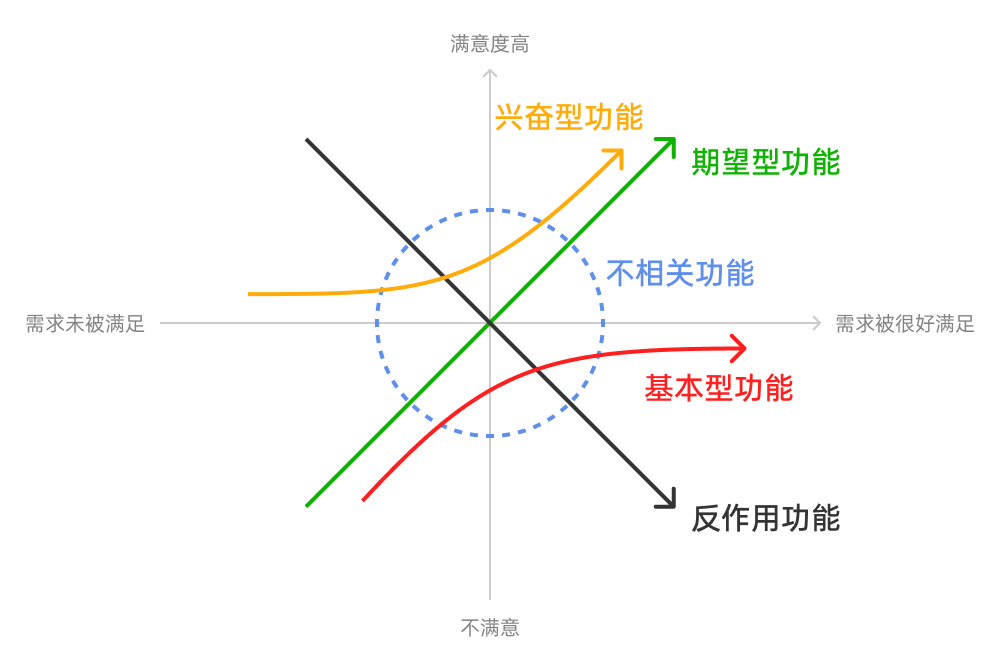 满意度高
兴奋型功能
期望型功能
不相关功能
需求未被满足
需求被很好满足
基本型功能
反作用功能
不满意